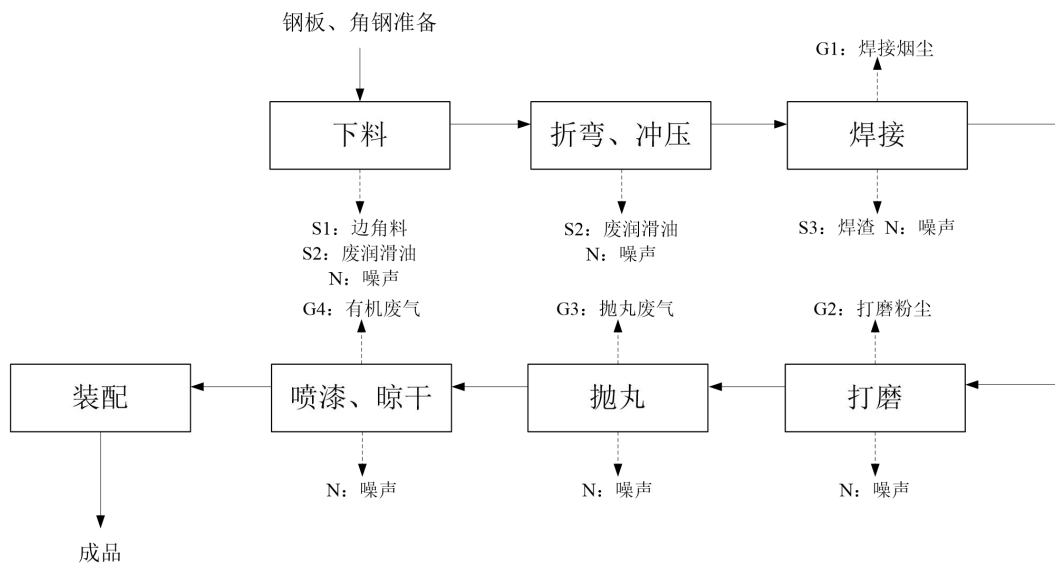 钢板、角钢准备
G1：焊接烟尘
下料
折弯、冲压
焊接
S1：边角料
S2：废润滑油
N：噪声
S2：废润滑油
N：噪声
S3：焊渣 N：噪声
G4：有机废气
G3：抛丸废气
G2：打磨粉尘
装配
喷漆、晾干
抛丸
打磨
N：噪声
N：噪声
N：噪声
成品